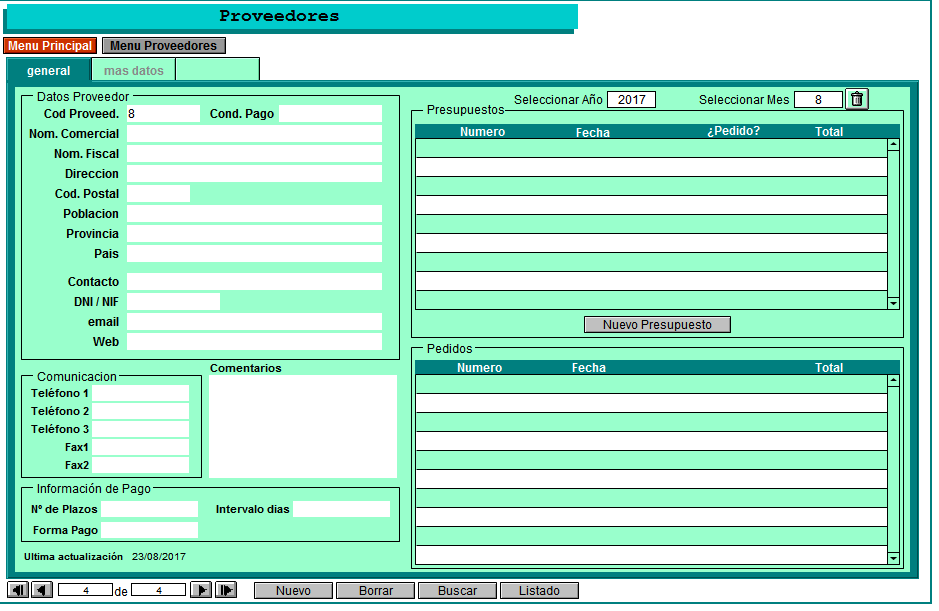 Proveedores
Menu Principal Menu Proveedores
general mas datos
Datos Proveedor
Cod Proveed. 8 Cond. Pago
Nom. Comercial
Nom. Fiscal
Direccion
Cod. Postal
Poblacion
Provincia
Pais
Contacto
DNI / NIF
email
Web
Comunicacion
Teléfono 1
Teléfono 2
Teléfono 3
Fax1
Fax2
Comentarios
Información de Pago
Nº de Plazos Intervalo dias
Forma Pago
Ultima actualización 23/08/2017
Seleccionar Año 2017 Seleccionar Mes 8
Presupuestos
Numero Fecha ¿Pedido? Total
Nuevo Presupuesto
Pedidos
Numero Fecha Total
4 de 4 Nuevo Borrar Buscar Listado